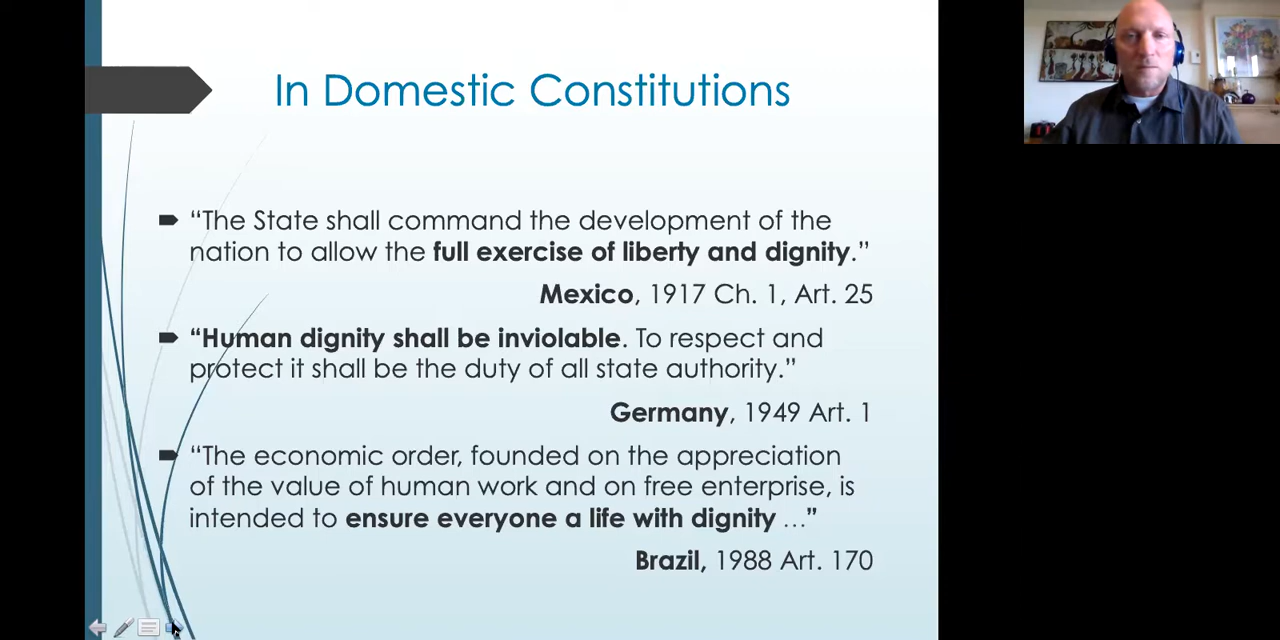 In Domestic Constitutions
“The State shall command the development of the
nation to allow the full exercise of liberty and dignity.”
Mexico, 1917 Ch. 1, Art. 25
“Human dignity shall be inviolable. To respect and
protect it shall be the duty of all state authority.”
Germany, 1949 Art. 1
“The economic order, founded on the appreciation
of the value of human work and on free enterprise, is
intended to ensure everyone a life with dignity …”
Brazil, 1988 Art. 170